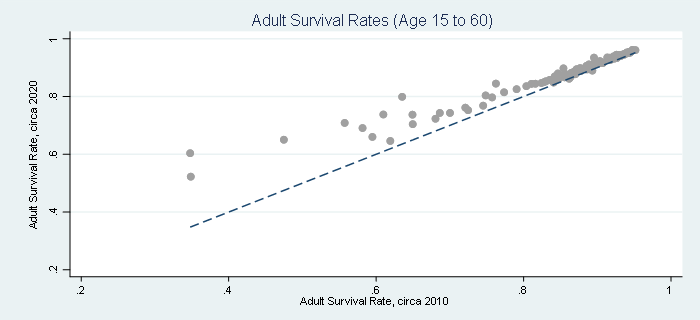 Adult Survival Rates (Age 15 to 60)
Adult Survival Rate, circa 2020
1
.8
.6
.4
.2
.2 .4 .6 .8 1
Adult Survival Rate, circa 2010